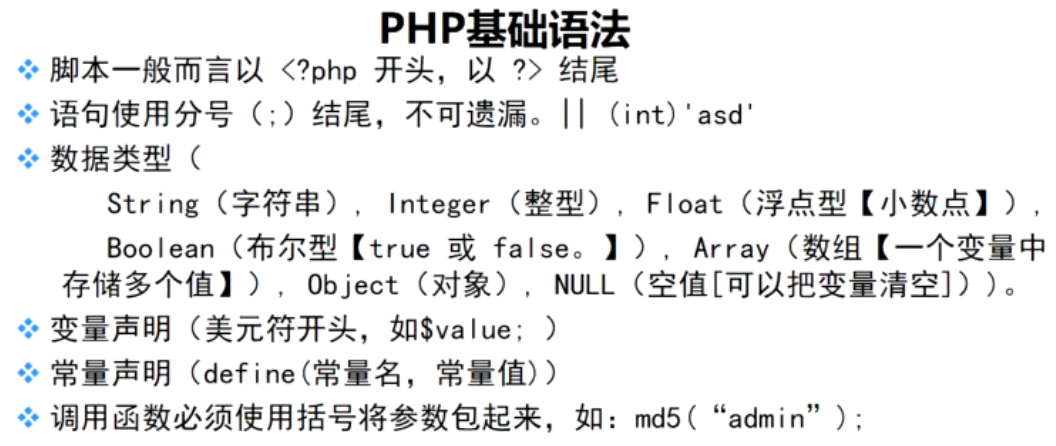 PHP基础语法
脚本一般而言以 <?php 开头，以 ?> 结尾
语句使用分号（;）结尾，不可遗漏。|| (int)'asd'
数据类型（
String（字符串）, Integer（整型）, Float（浮点型【小数点】）,
Boolean（布尔型【true 或 false。】）, Array（数组【一个变量中
存储多个值】）, Object（对象）, NULL（空值[可以把变量清空]））。
变量声明（美元符开头，如$value; ）
常量声明（define(常量名，常量值)）
调用函数必须使用括号将参数包起来，如：md5(“admin”);